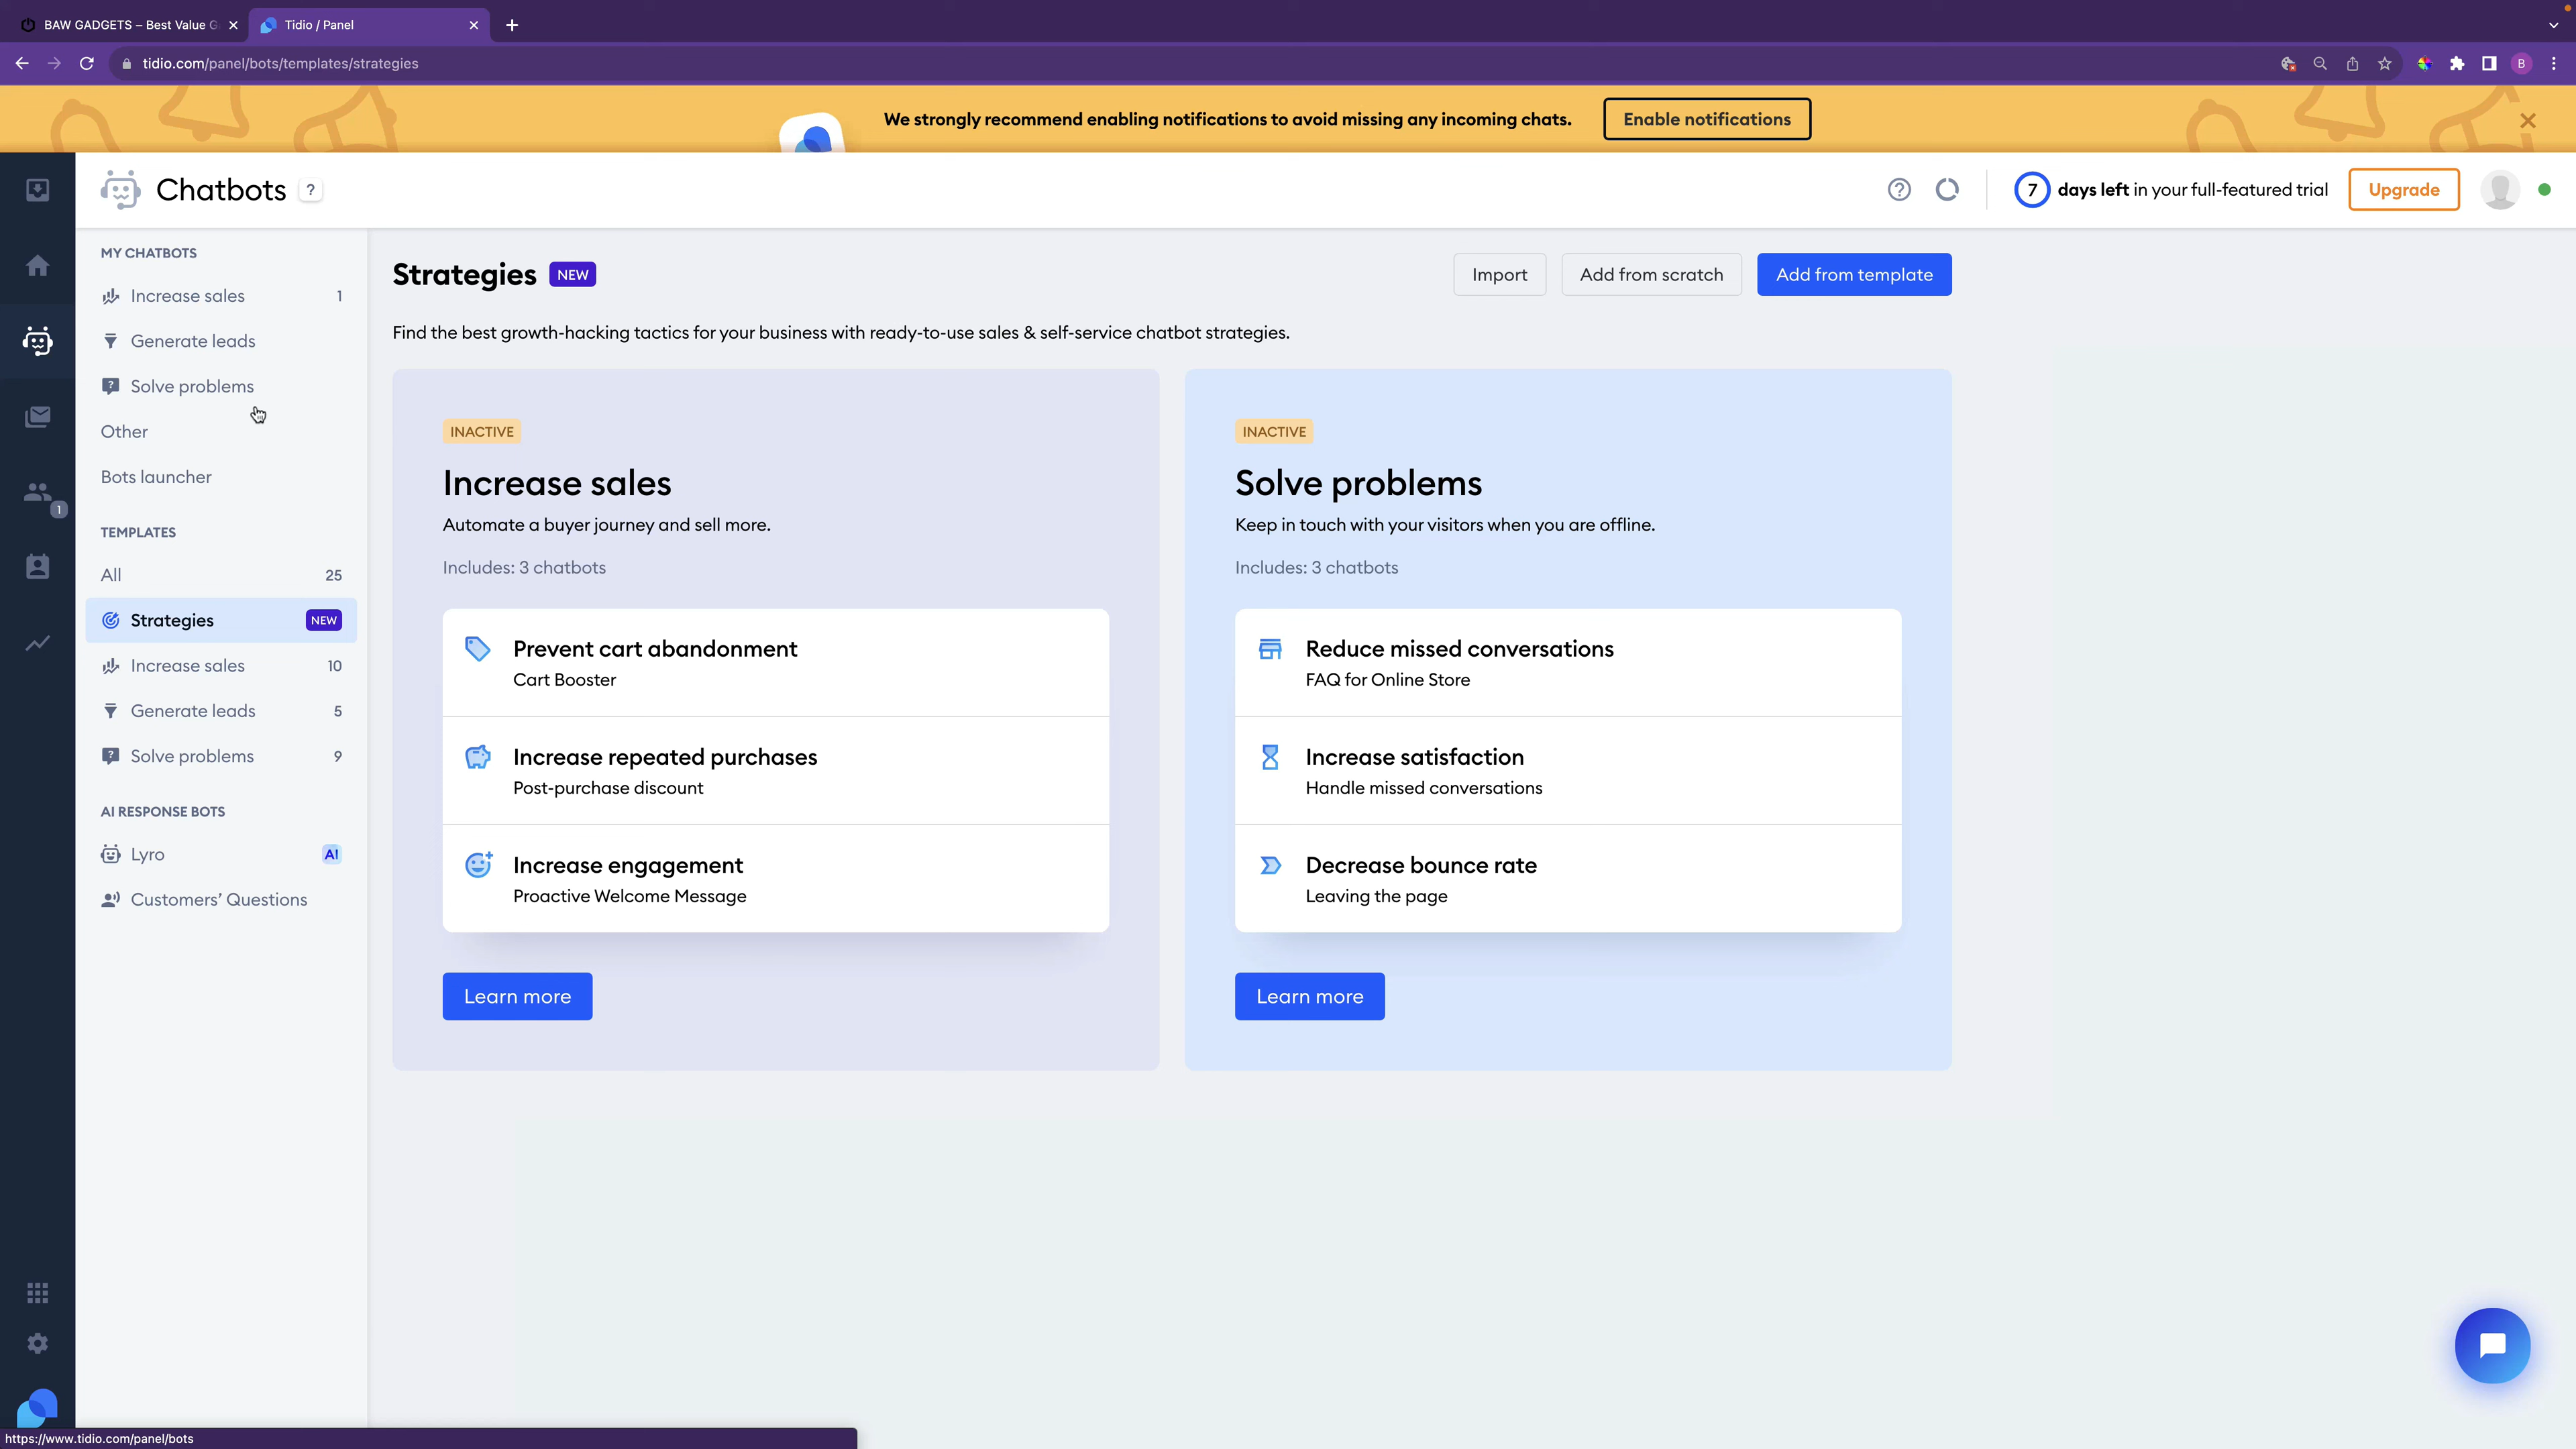 BAW GADGETS – Best Value G
Tidio / Panel
tidio.com/panel/bots/templates/strategies
B
We strongly recommend enabling notifications to avoid missing any incoming chats.
Enable notifications
Chatbots
?
7 days left in your full-featured trial
Upgrade
MY CHATBOTS
Increase sales 1
Generate leads
Solve problems
Other
Bots launcher
1
TEMPLATES
All 25
Strategies NEW
Increase sales 10
Generate leads 5
Solve problems 9
AI RESPONSE BOTS
Lyro AI
Customers’ Questions
Strategies NEW
Import
Add from scratch
Add from template
Find the best growth-hacking tactics for your business with ready-to-use sales & self-service chatbot strategies.
INACTIVE
Increase sales
Automate a buyer journey and sell more.
Includes: 3 chatbots
Prevent cart abandonment
Cart Booster
Increase repeated purchases
Post-purchase discount
Increase engagement
Proactive Welcome Message
Learn more
INACTIVE
Solve problems
Keep in touch with your visitors when you are offline.
Includes: 3 chatbots
Reduce missed conversations
FAQ for Online Store
Increase satisfaction
Handle missed conversations
Decrease bounce rate
Leaving the page
Learn more
https://www.tidio.com/panel/bots